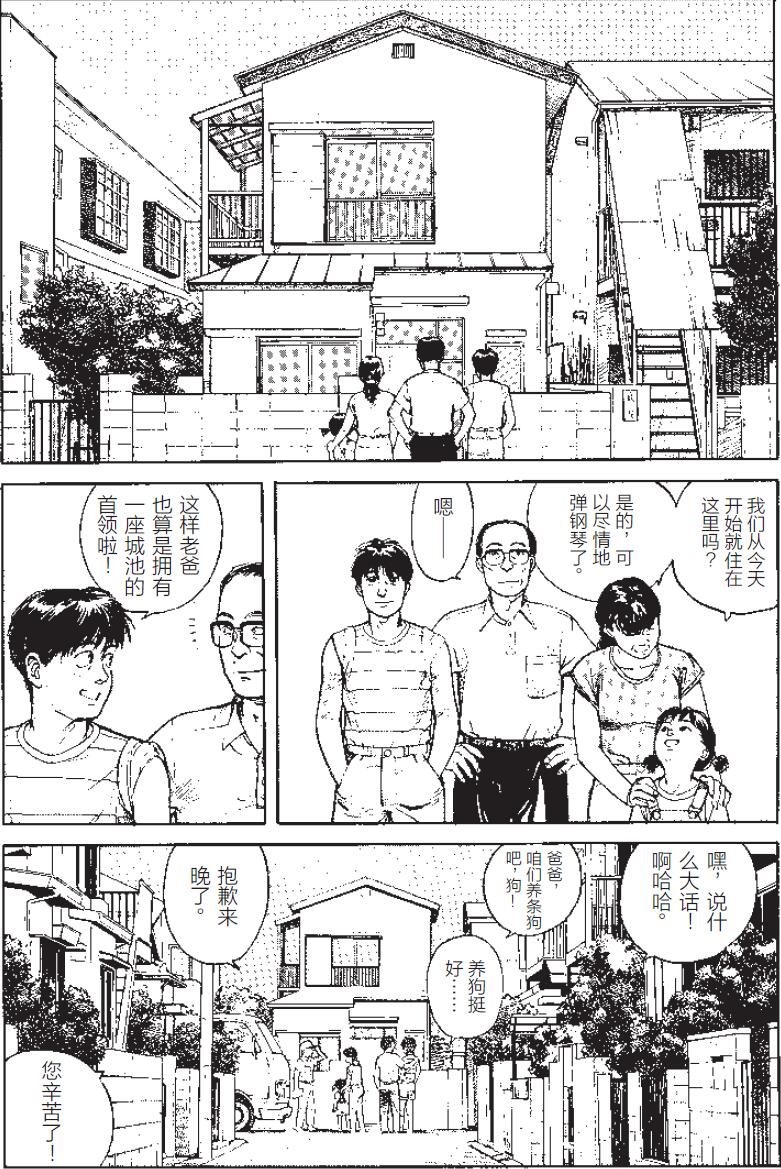 我们从今天
开始就住在
这里吗？
是的，可
以尽情地
弹钢琴了。
嗯——
这样老爸
也算是拥有
一座城池的
首领啦！
嘿，说什
么大话！
啊哈哈。
爸爸，
咱们养条狗
吧，狗！
养狗挺
好……
抱歉来
晚了。
您辛苦了！